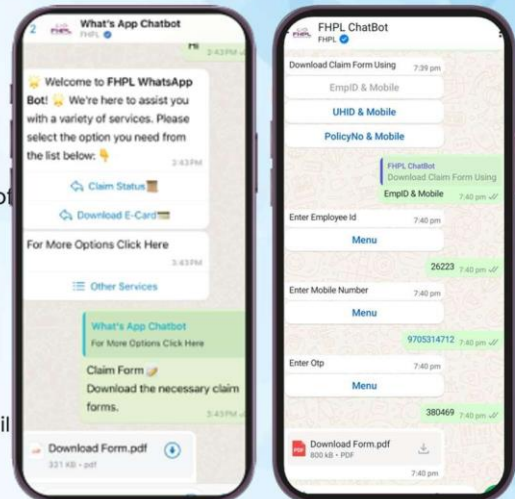 of
il
2
FHPL
What's App Chatbot
FHPL
Hi
2:43 PM
Welcome to FHPL WhatsApp
Bot! We're here to assist you
with a variety of services. Please
select the option you need from
the list below: 👇
2:43 PM
Claim Status
Download E-Card
For More Options Click Here
2:43 PM
Other Services
What's App Chatbot
For More Options Click Here
Claim Form
Download the necessary claim
forms.
2:43 PM
Download Form.pdf
331 KB • pdf
FHPL
FHPL ChatBot
FHPL
Download Claim Form Using
7:39 pm
EmpID & Mobile
UHID & Mobile
PolicyNo & Mobile
FHPL ChatBot
Download Claim Form Using
EmpID & Mobile
7:40 pm
Enter Employee Id
7:40 pm
Menu
26223 7:40 pm
Enter Mobile Number
7:40 pm
Menu
9705314712 7:40 pm
Enter Otp
7:40 pm
Menu
380469 7:40 pm
PDF
Download Form.pdf
800 kB • PDF
7:40 pm